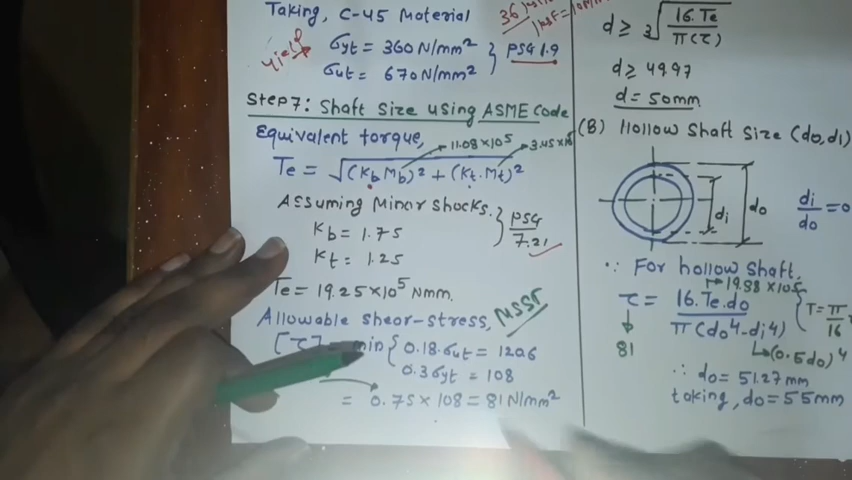 Taking, C-45 Material
yield
σyt = 360 N/mm²
σut = 670 N/mm²
} PSG 1.9
Step 7: Shaft Size using ASME Code
Equivalent torque,
11.08×10⁵
Te = √(Kb Mb)² + (Kt. Mt)²
Assuming Minor Shocks.
Kb = 1.75
Kt = 1.25
} PSG 7.21
Te = 19.25×10⁵ Nmm.
Allowable shear-stress, MSST
[τ] min { 0.18.σut = 120.6
0.3σyt = 108
= 0.75 × 108 = 81 N/mm²
d ≥ 3√16.Te / π(τ)
d ≥ 49.97
d = 50mm
(B) Hollow Shaft Size (do, di)
di
do
di/do = 0
∴ For hollow Shaft.
τ = 16.Te.do / π(do⁴ - di⁴)
81
(0.5do)⁴
∴ do = 51.27 mm
taking, do = 55mm